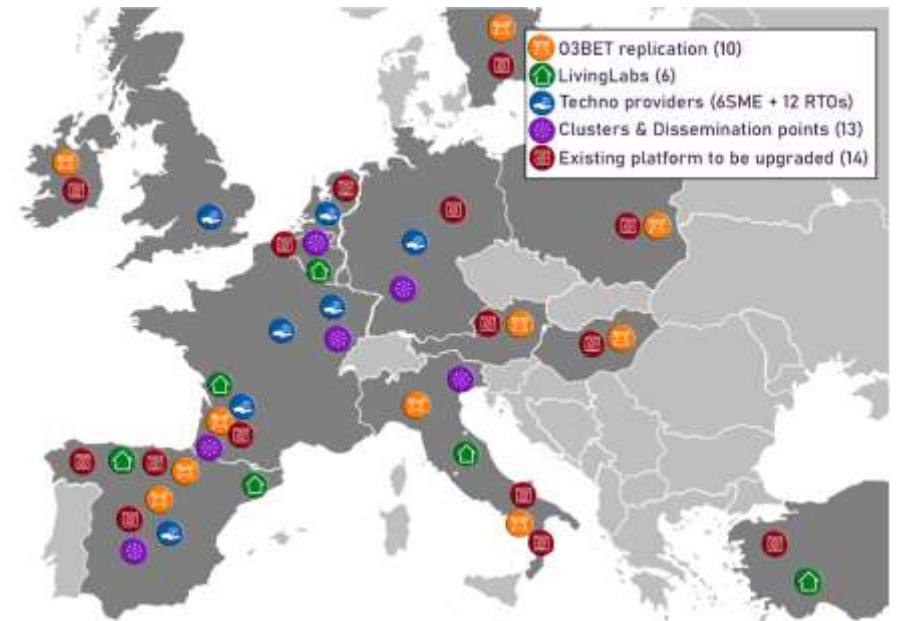 O3BET replication (10)
LivingLabs (6)
Techno providers (6SME + 12 RTOs)
Clusters & Dissemination points (13)
Existing platform to be upgraded (14)